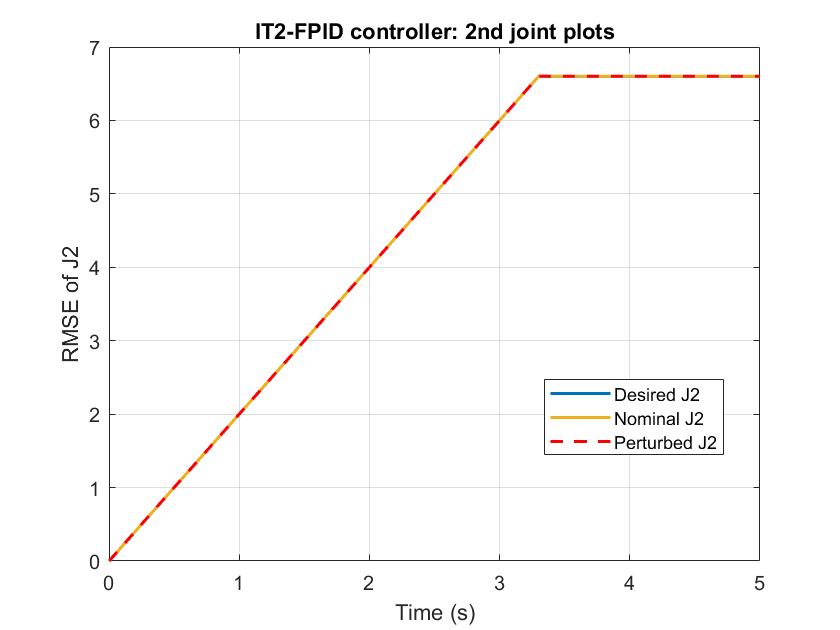 IT2-FPID controller: 2nd joint plots
RMSE of J2
7
6
5
4
3
2
1
0
Desired J2
Nominal J2
Perturbed J2
0 1 2 3 4 5
Time (s)